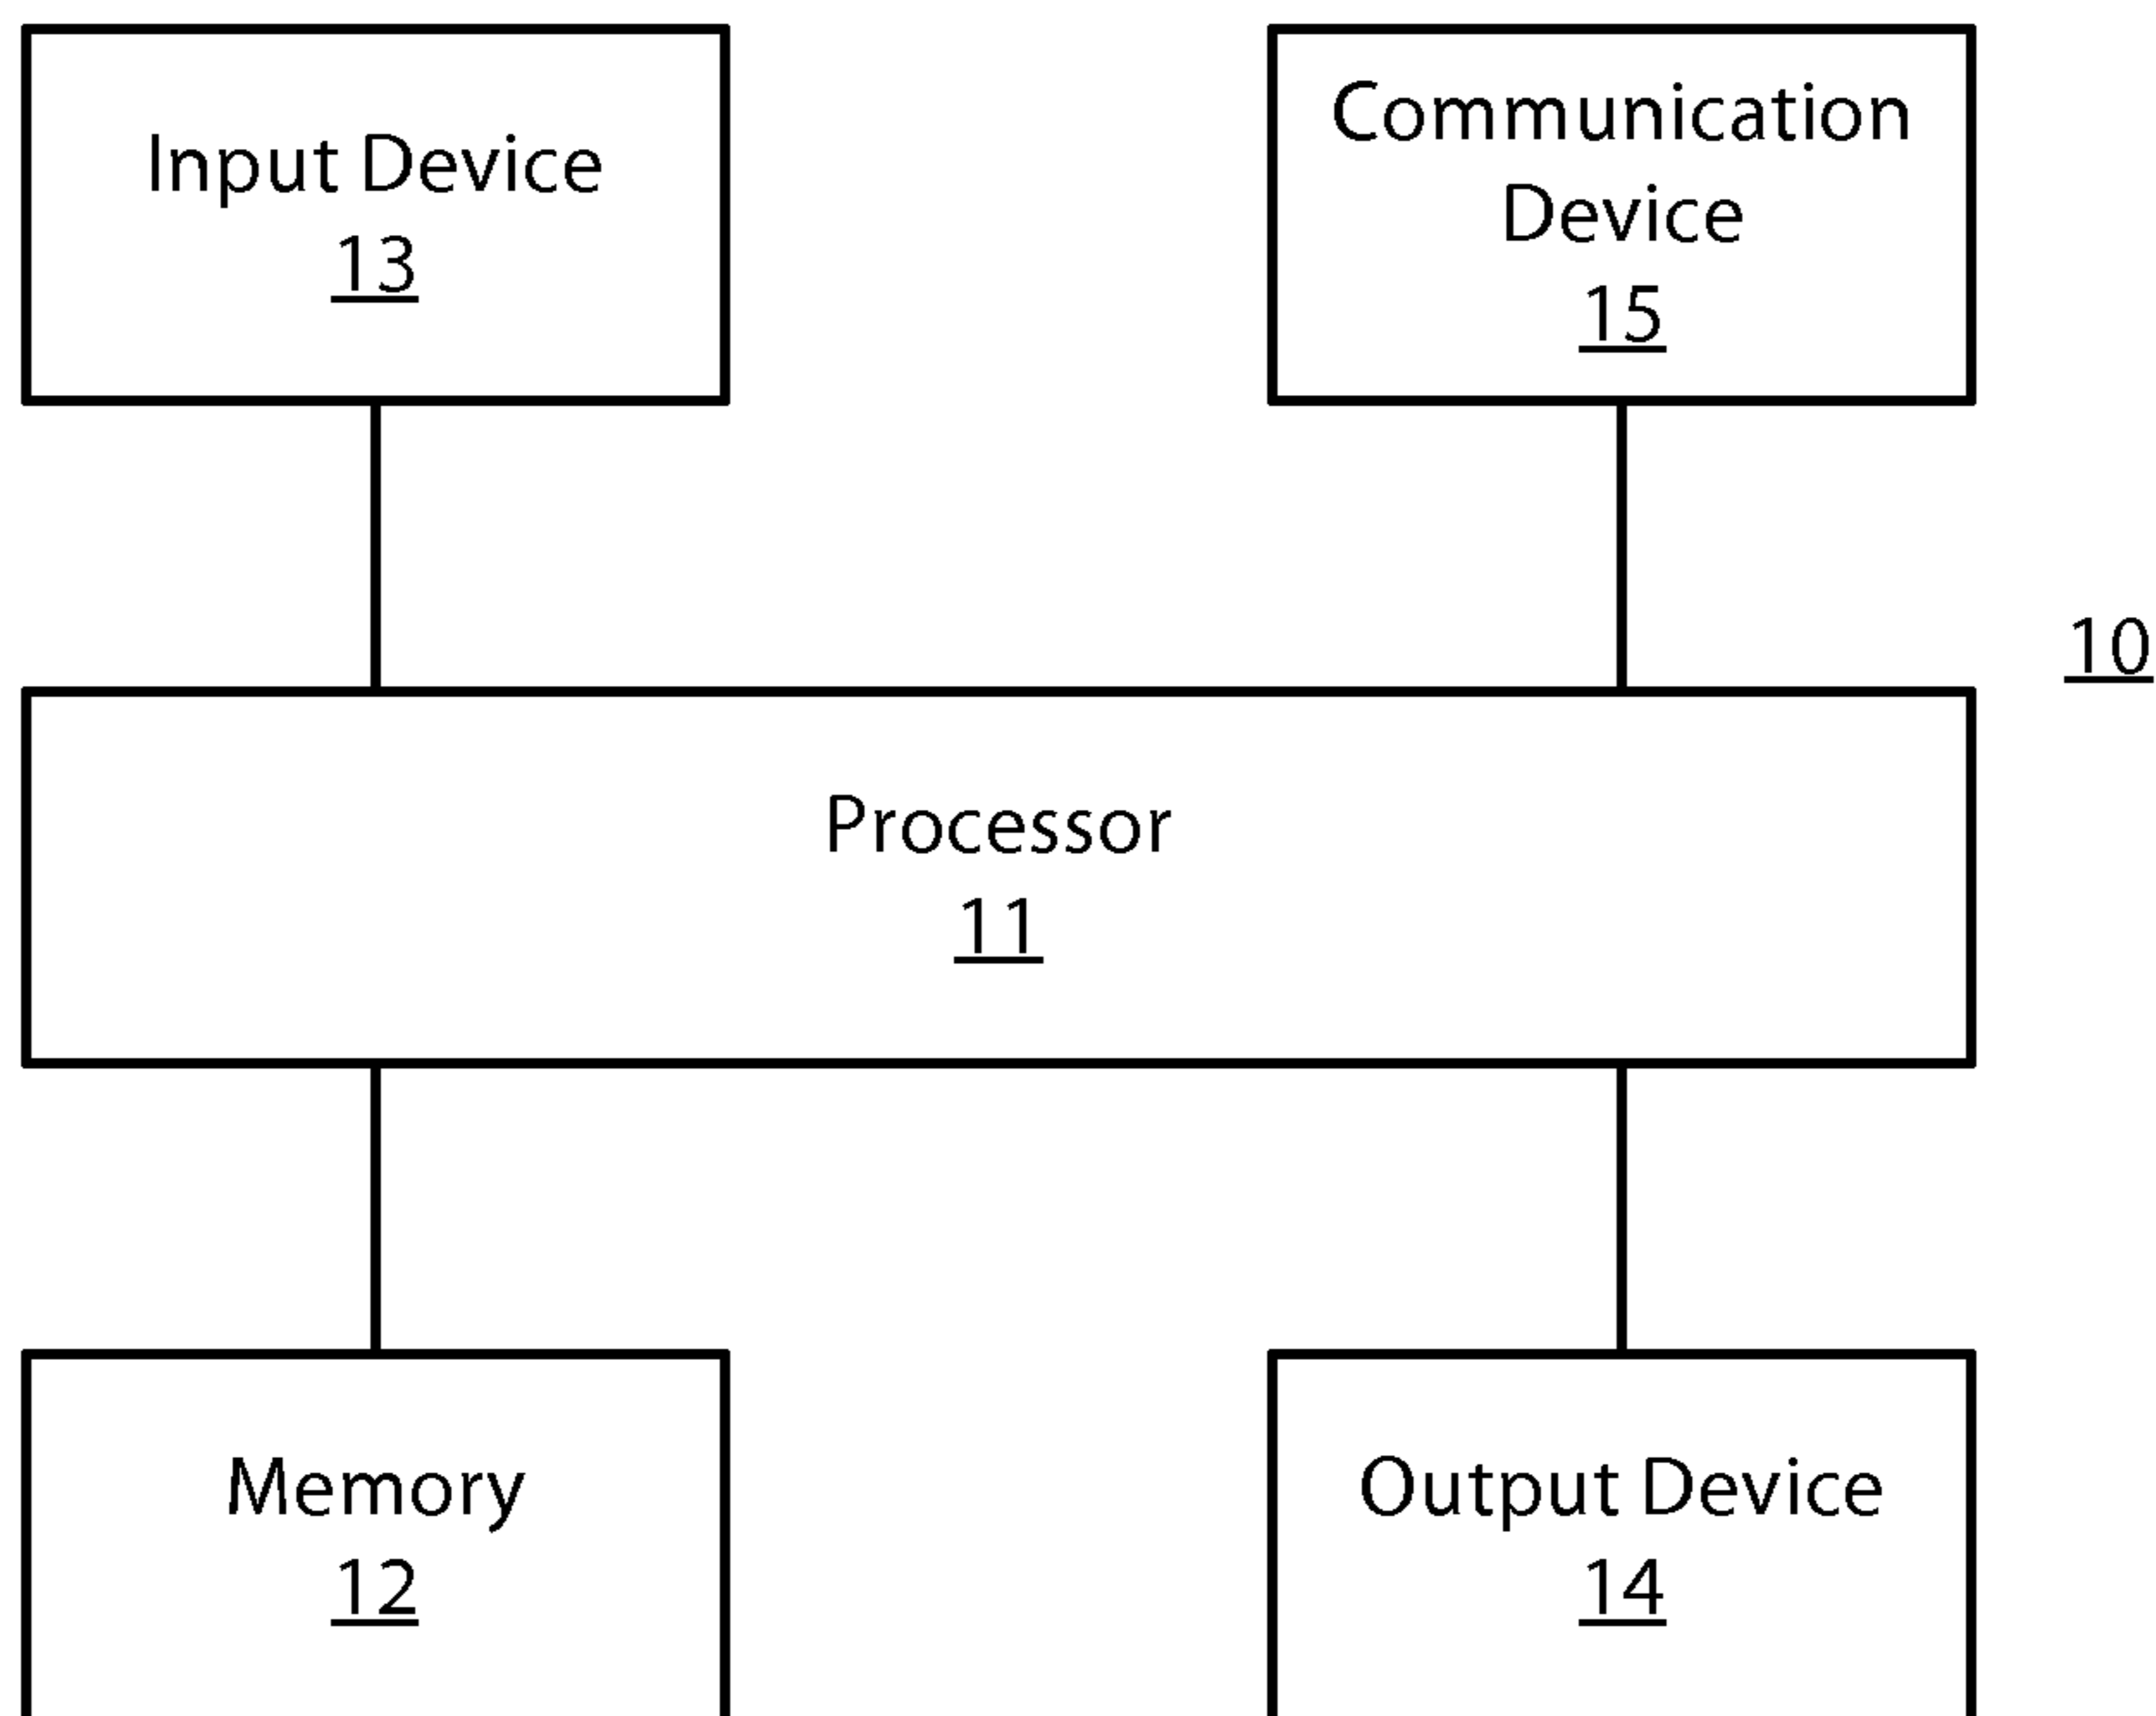 Input Device
13
Communication
Device
15
10
Processor
11
Memory
12
Output Device
14